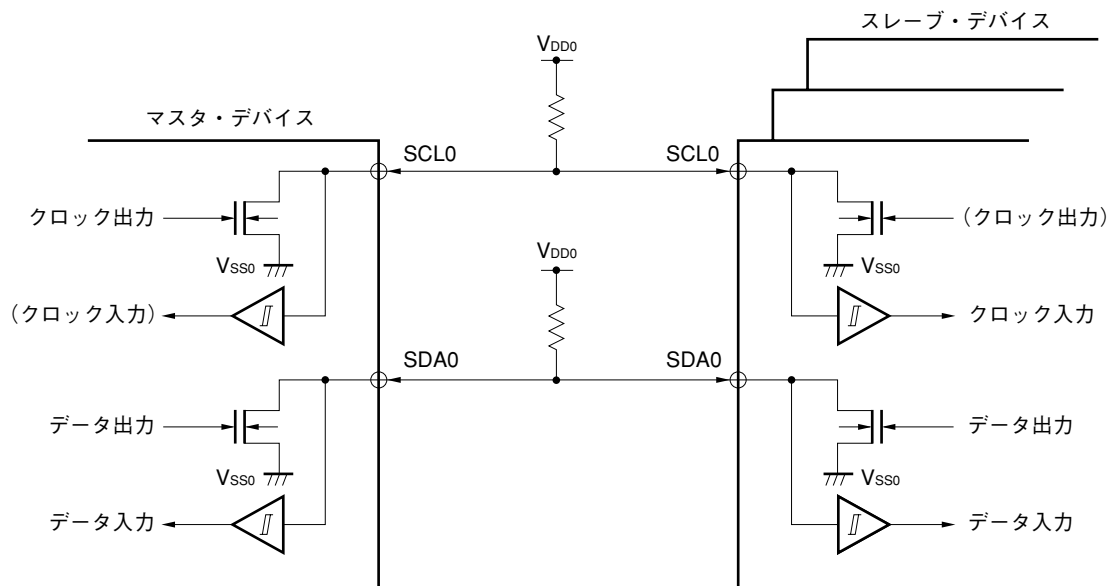 スレーブ・デバイス
VDD0
マスタ・デバイス
SCL0
SCL0
クロック出力
(クロック出力)
VSS0
VSS0
VDD0
(クロック入力)
クロック入力
SDA0
SDA0
データ出力
データ出力
VSS0
VSS0
データ入力
データ入力